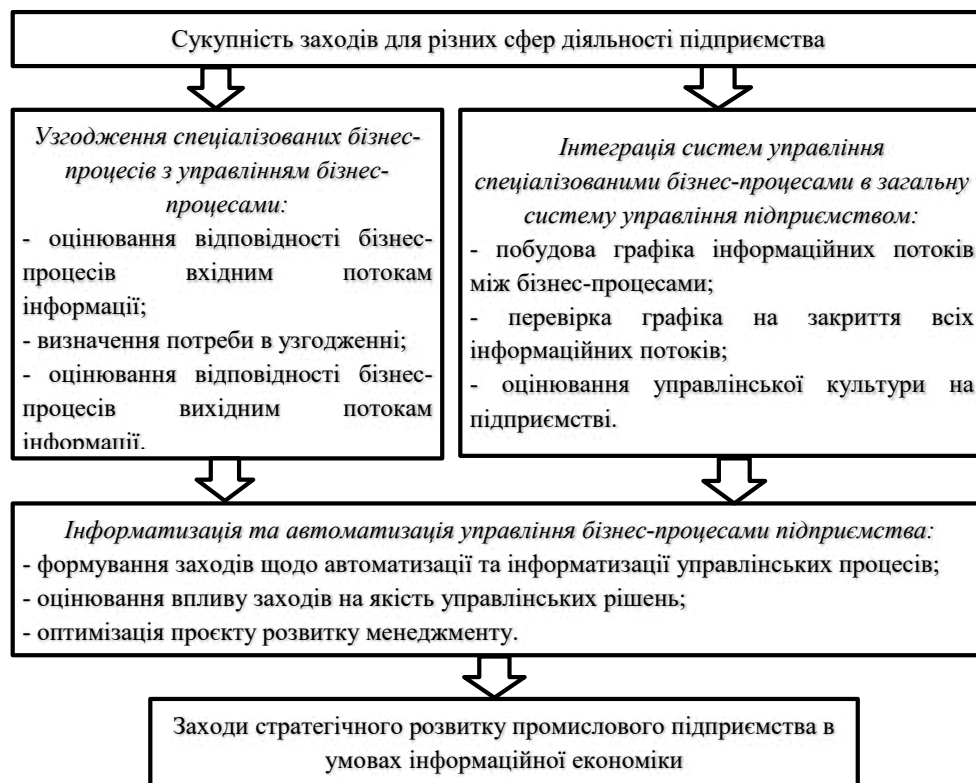 Сукупність заходів для різних сфер діяльності підприємства
Узгодження спеціалізованих бізнес-
процесів з управлінням бізнес-
процесами:
- оцінювання відповідності бізнес-
процесів вхідним потокам
інформації;
- визначення потреби в узгодженні;
- оцінювання відповідності бізнес-
процесів вихідним потокам
інформації.
Інтеграція систем управління
спеціалізованими бізнес-процесами в загальну
систему управління підприємством:
- побудова графіка інформаційних потоків
між бізнес-процесами;
- перевірка графіка на закриття всіх
інформаційних потоків;
- оцінювання управлінської культури на
підприємстві.
Інформатизація та автоматизація управління бізнес-процесами підприємства:
- формування заходів щодо автоматизації та інформатизації управлінських процесів;
- оцінювання впливу заходів на якість управлінських рішень;
- оптимізація проєкту розвитку менеджменту.
Заходи стратегічного розвитку промислового підприємства в
умовах інформаційної економіки